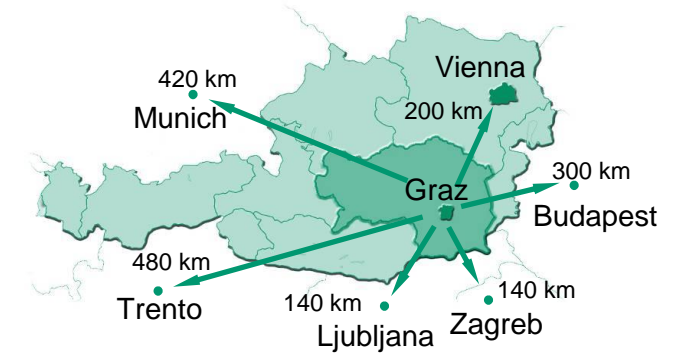 Vienna
420 km
Munich
200 km
300 km
Graz
Budapest
480 km
Trento
140 km
Ljubljana
140 km
Zagreb